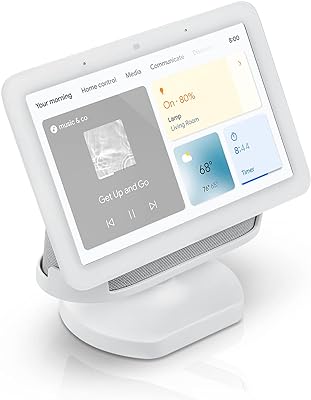 Your morning
Home control
Media
Communicate
Discover
8:00
music & co
Get Up and Go
On · 80%
Lamp
Living Room
68°
8:44
Timer